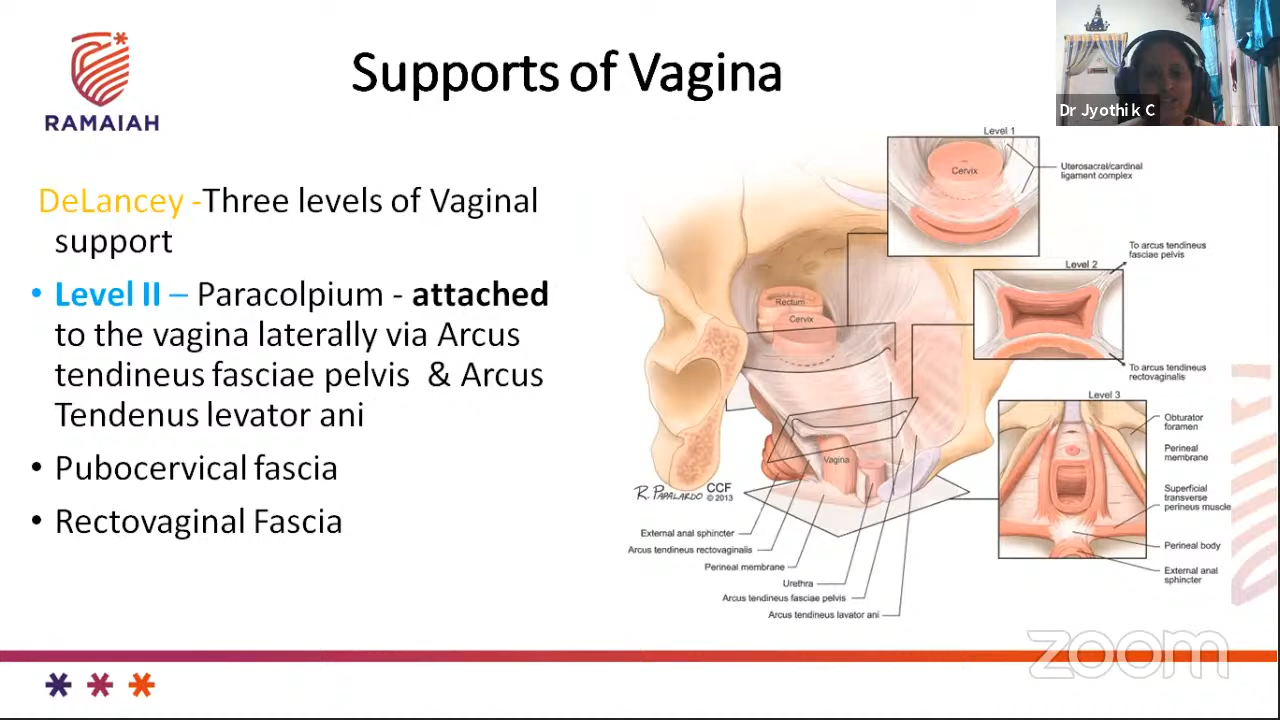 Supports of Vagina
RAMAIAH
Dr Jyothik C
DeLancey -Three levels of Vaginal
support
• Level II – Paracolpium - attached
to the vagina laterally via Arcus
tendineus fasciae pelvis & Arcus
Tendenus levator ani
• Pubocervical fascia
• Rectovaginal Fascia
Level 1
Cervix
Uterosacral/cardinal
ligament complex
Level 2
To arcus tendineus
fasciae pelvis
To arcus tendineus
rectovaginalis
Rectum
Cervix
Vagina
Level 3
Obturator
foramen
Perineal
membrane
Superficial
transverse
perineus muscle
Perineal body
External anal
sphincter
R. PAPALARDO
CCF
© 2013
External anal sphincter
Arcus tendineus rectovaginalis
Perineal membrane
Urethra
Arcus tendineus fasciae pelvis
Arcus tendineus lavator ani
zoom